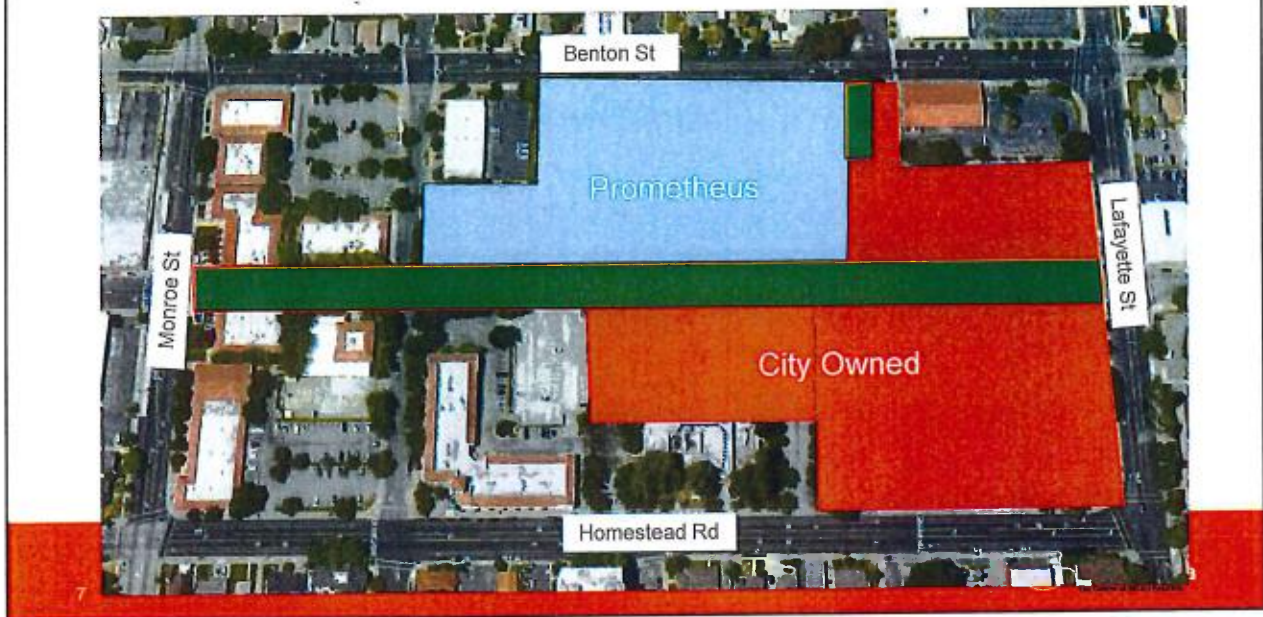 Benton St
Prometheus
Monroe St
Lafayette St
City Owned
Homestead Rd
7